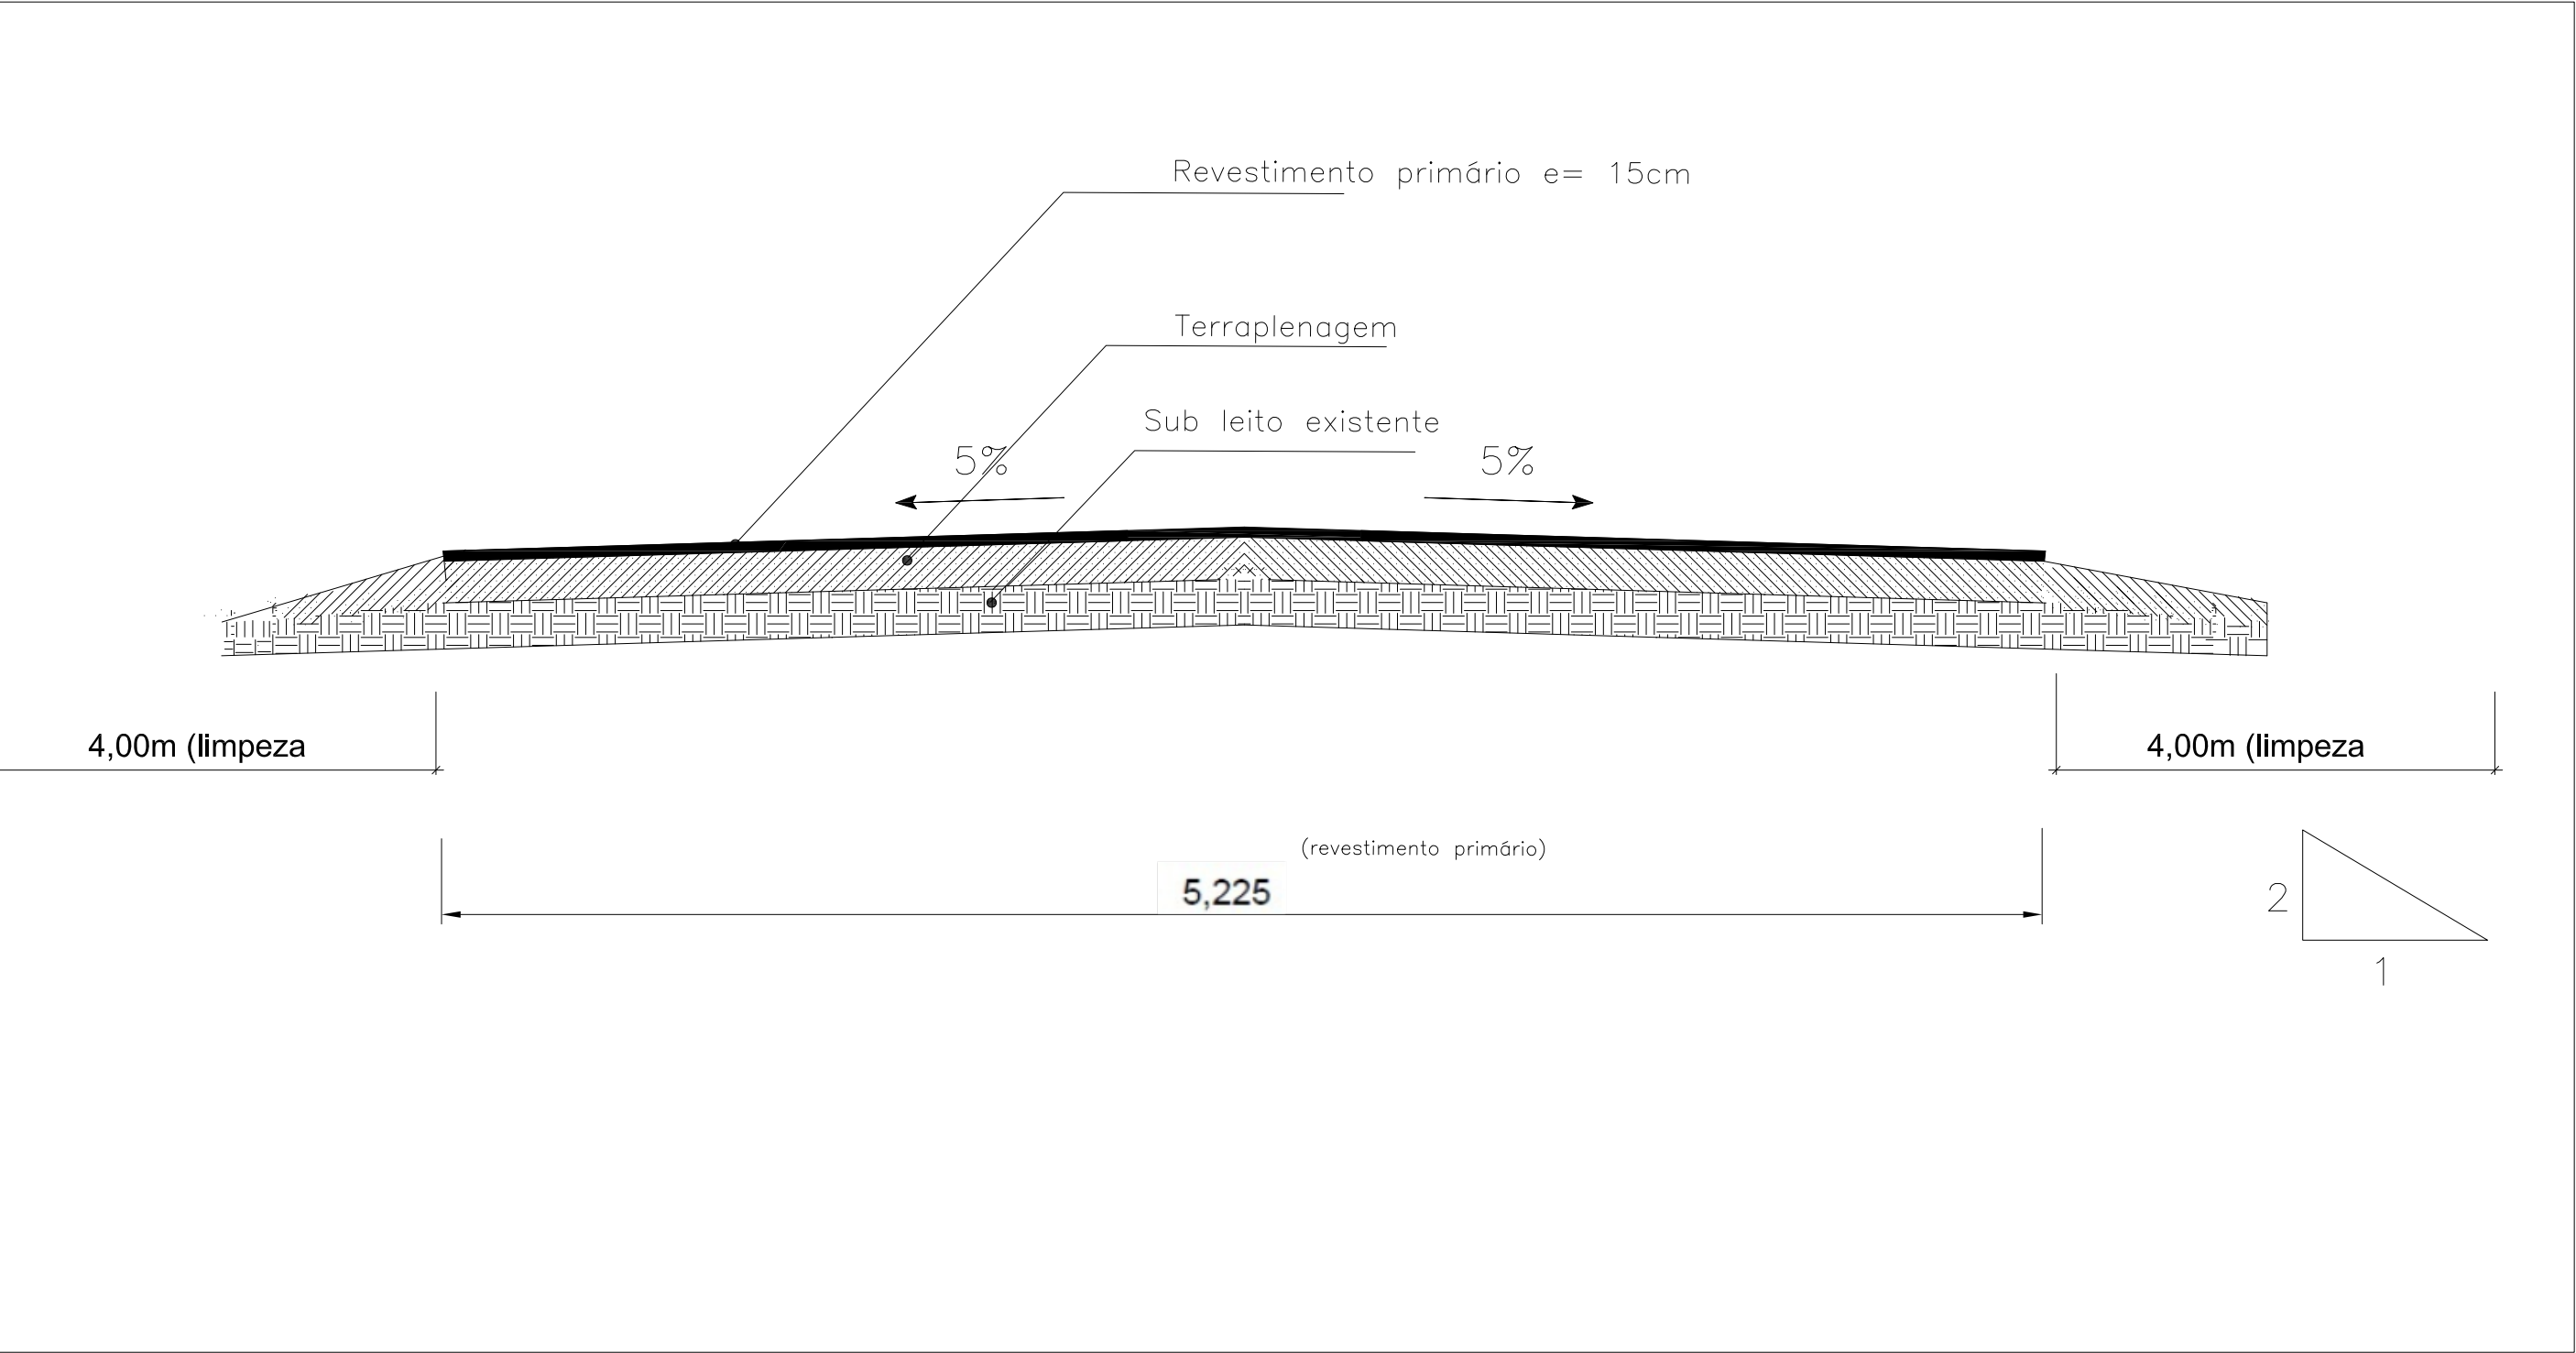 Revestimento primário e= 15cm
Terraplenagem
Sub leito existente
5%
5%
4,00m (limpeza
4,00m (limpeza
(revestimento primário)
5,225
2
1